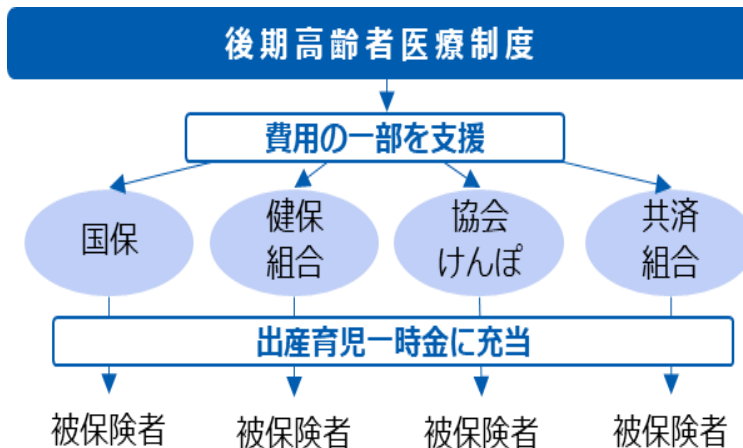 後期高齢者医療制度
費用の一部を支援
国保
健保
組合
協会
けんぽ
共済
組合
出産育児一時金に充当
被保険者
被保険者
被保険者
被保険者